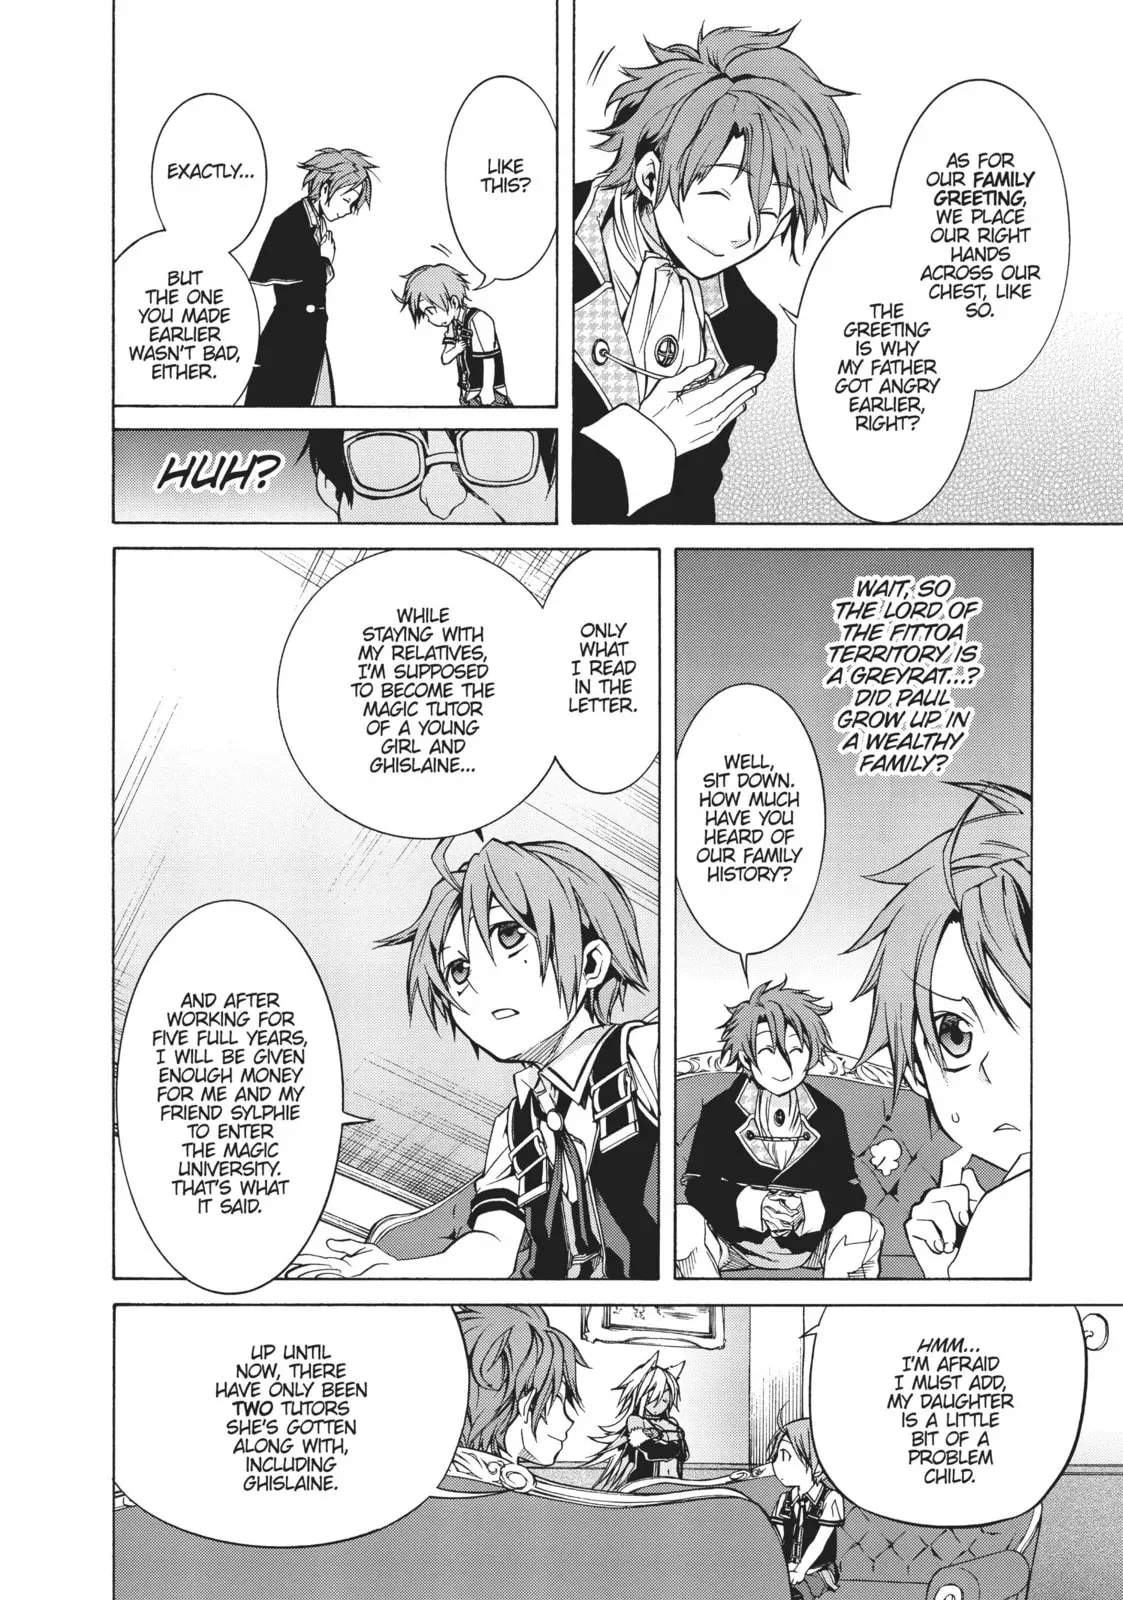 AS FOR
OUR FAMILY
GREETING,
WE PLACE
OUR RIGHT
HANDS
ACROSS OUR
CHEST, LIKE
SO.
THE
GREETING
IS WHY
MY FATHER
GOT ANGRY
EARLIER,
RIGHT?
LIKE
THIS?
EXACTLY...
BUT
THE ONE
YOU MADE
EARLIER
WASN'T BAD,
EITHER.
HUH?
WAIT, SO
THE LORD OF
THE FITTOA
TERRITORY IS
A GREYRAT...?
DID PAUL
GROW UP IN
A WEALTHY
FAMILY?
WELL,
SIT DOWN.
HOW MUCH
HAVE YOU
HEARD OF
OUR FAMILY
HISTORY?
ONLY
WHAT
I READ
IN THE
LETTER.
WHILE
STAYING WITH
MY RELATIVES,
I'M SUPPOSED
TO BECOME THE
MAGIC TUTOR
OF A YOUNG
GIRL AND
GHISLAINE...
AND AFTER
WORKING FOR
FIVE FULL YEARS,
I WILL BE GIVEN
ENOUGH MONEY
FOR ME AND MY
FRIEND SYLPHIE
TO ENTER
THE MAGIC
UNIVERSITY.
THAT'S WHAT
IT SAID.
HMM...
I'M AFRAID
I MUST ADD,
MY DAUGHTER
IS A LITTLE
BIT OF A
PROBLEM
CHILD.
UP UNTIL
NOW, THERE
HAVE ONLY BEEN
TWO TUTORS
SHE'S GOTTEN
ALONG WITH,
INCLUDING
GHISLAINE.